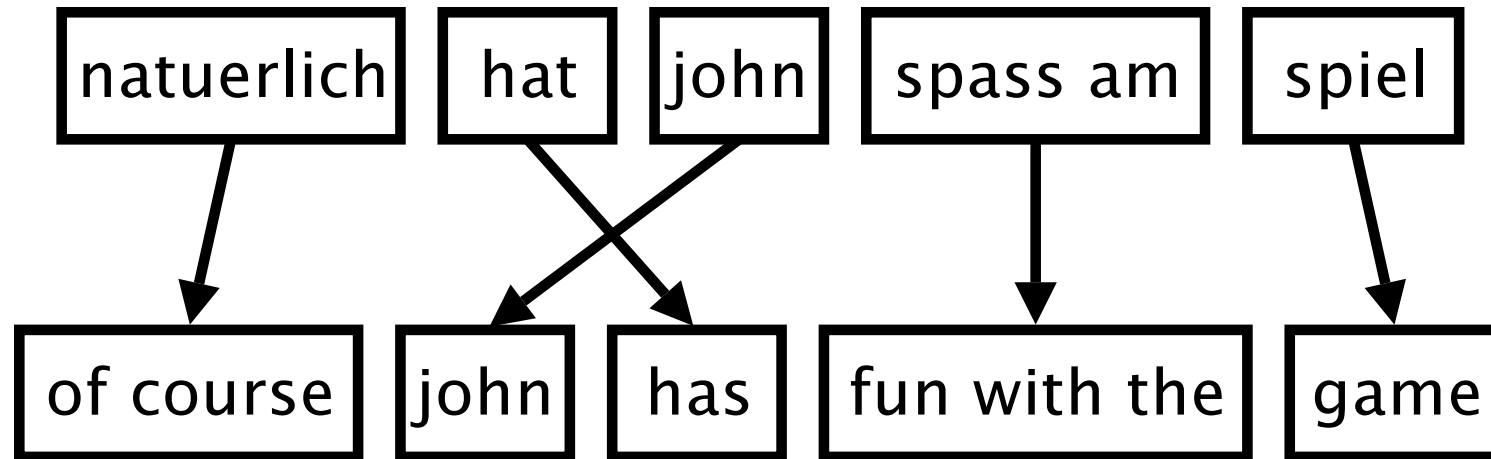 natuerlich hat john spass am spiel
of course john has fun with the game